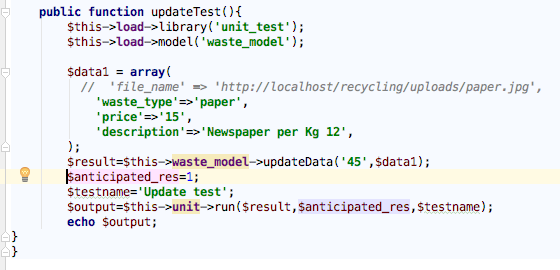 public function updateTest(){
$this->load->library('unit_test');
$this->load->model('waste_model');
$data1 = array(
//  'file_name' => 'http://localhost/recycling/uploads/paper.jpg',
'waste_type'=>'paper',
'price'=>'15',
'description'=>'Newspaper per Kg 12',
);
$result=$this->waste_model->updateData('45',$data1);
$anticipated_res=1;
$testname='Update test';
$output=$this->unit->run($result,$anticipated_res,$testname);
echo $output;
}
}